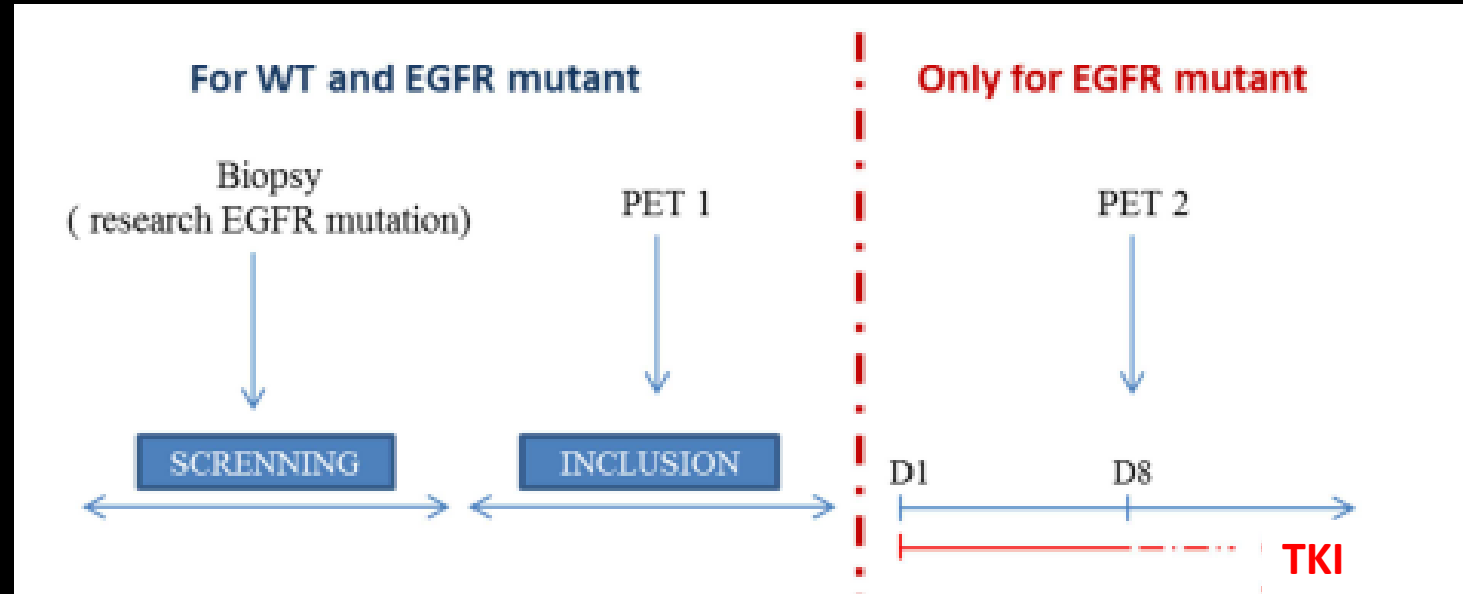 For WT and EGFR mutant
Only for EGFR mutant
Biopsy
( research EGFR mutation)
PET 1
PET 2
SCRENNING
INCLUSION
D1
D8
TKI